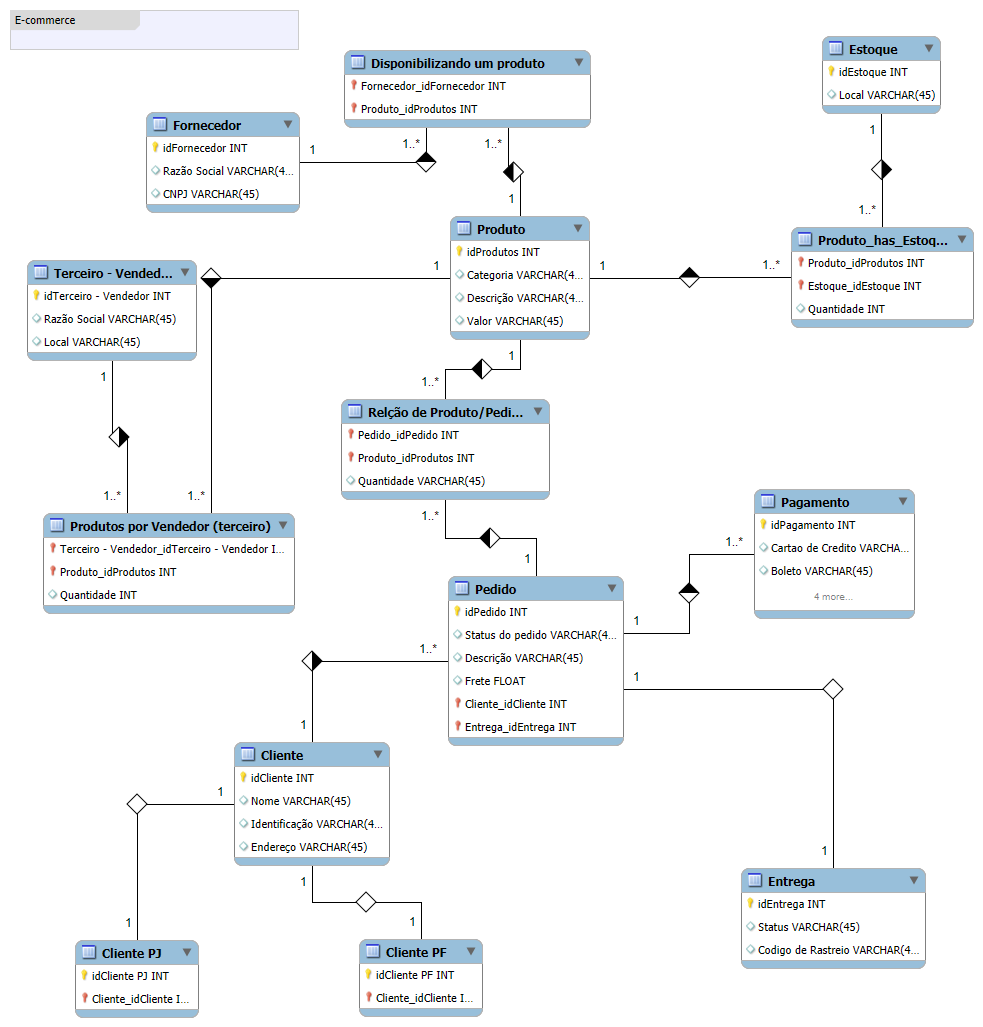 E-commerce
Disponibilizando um produto
Fornecedor_idFornecedor INT
Produto_idProdutos INT
Estoque
idEstoque INT
Local VARCHAR(45)
Fornecedor
idFornecedor INT
Razão Social VARCHAR(4...
CNPJ VARCHAR(45)
1
1..*
1..*
1
1
1..*
Produto
idProdutos INT
Categoria VARCHAR(4...
Descrição VARCHAR(4...
Valor VARCHAR(45)
Produto_has_Estoq...
Produto_idProdutos INT
Estoque_idEstoque INT
Quantidade INT
1
1
1..*
Terceiro - Vended...
idTerceiro - Vendedor INT
Razão Social VARCHAR(45)
Local VARCHAR(45)
1
1
1..*
Relção de Produto/Pedi...
Pedido_idPedido INT
Produto_idProdutos INT
Quantidade VARCHAR(45)
1..*
1..*
Produtos por Vendedor (terceiro)
Terceiro - Vendedor_idTerceiro - Vendedor I...
Produto_idProdutos INT
Quantidade INT
1..*
1
Pagamento
idPagamento INT
Cartao de Credito VARCHA...
Boleto VARCHAR(45)
4 more...
1..*
1
Pedido
idPedido INT
Status do pedido VARCHAR(4...
Descrição VARCHAR(45)
Frete FLOAT
Cliente_idCliente INT
Entrega_idEntrega INT
1..*
1
1
Cliente
idCliente INT
Nome VARCHAR(45)
Identificação VARCHAR(4...
Endereço VARCHAR(45)
1
1
1
1
1
Entrega
idEntrega INT
Status VARCHAR(45)
Codigo de Rastreio VARCHAR(4...
Cliente PJ
idCliente PJ INT
Cliente_idCliente I...
Cliente PF
idCliente PF INT
Cliente_idCliente I...